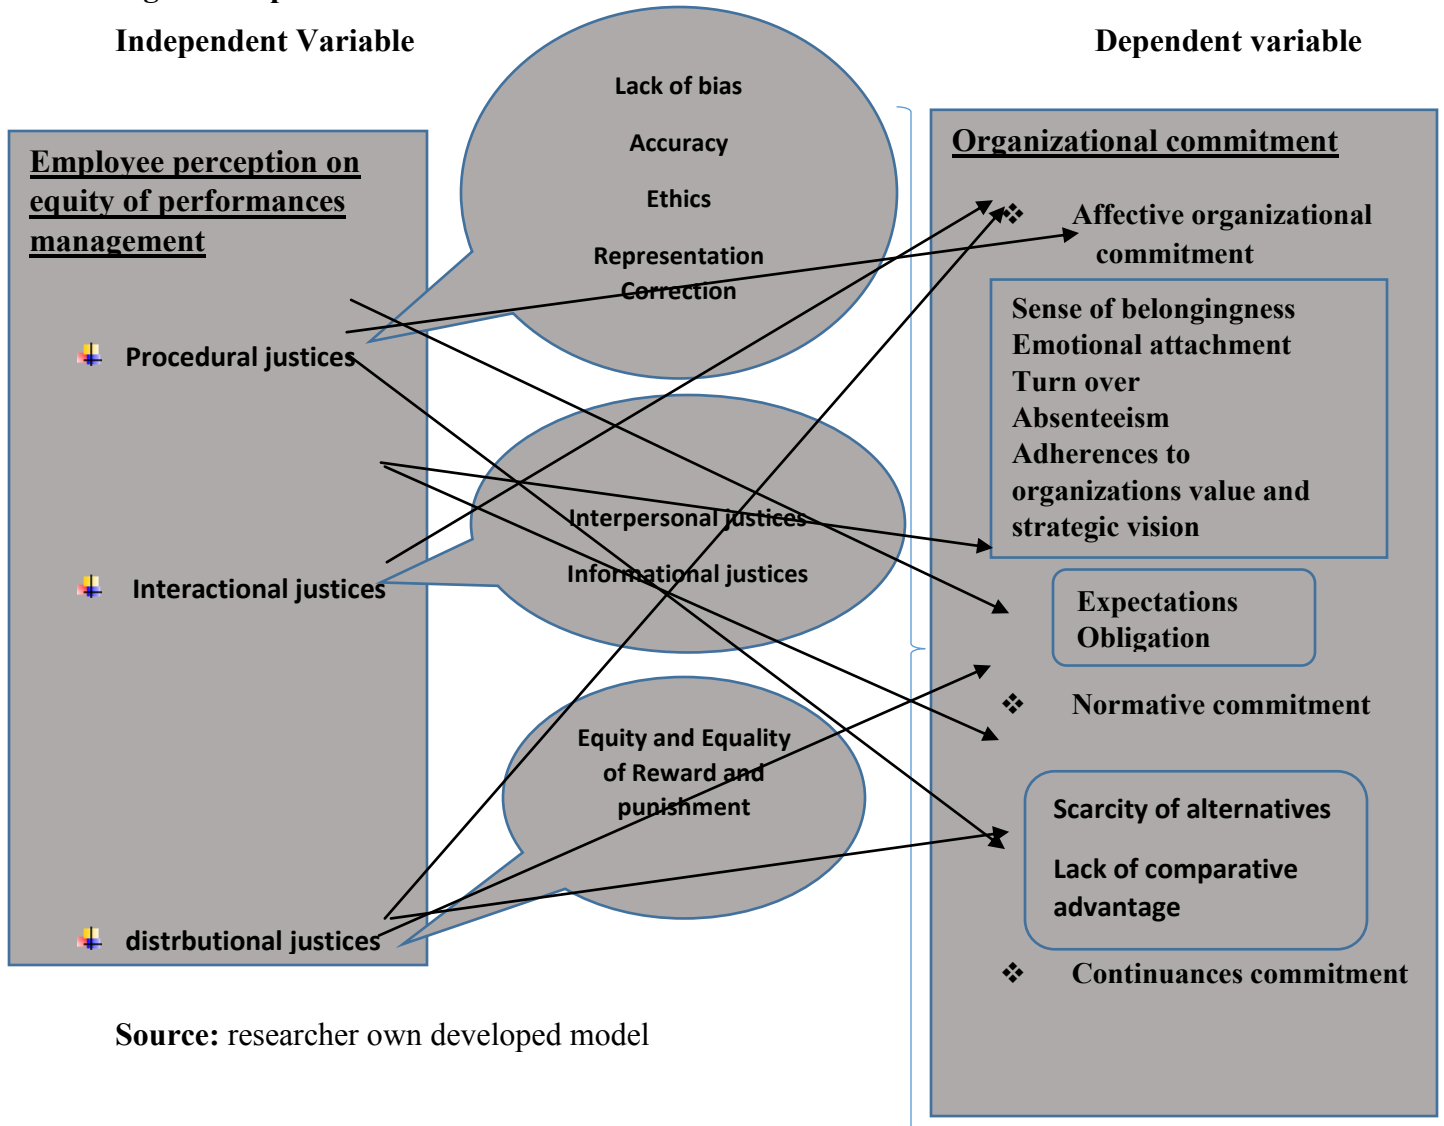 Independent Variable
Dependent variable
Employee perception on
equity of performances
management
Procedural justices
Interactional justices
distrbutional justices
Lack of bias
Accuracy
Ethics
Representation
Correction
Interpersonal justices
Informational justices
Equity and Equality
of Reward and
punishment
Organizational commitment
Affective organizational
commitment
Sense of belongingness
Emotional attachment
Turn over
Absenteeism
Adherences to
organizations value and
strategic vision
Expectations
Obligation
Normative commitment
Scarcity of alternatives
Lack of comparative
advantage
Continuances commitment
Source: researcher own developed model